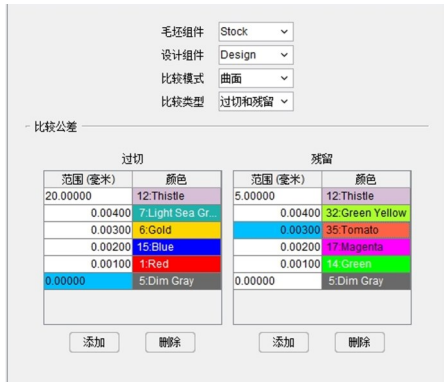 毛坯组件 Stock
设计组件 Design
比较模式 曲面
比较类型 过切和残留
比较公差
过切 残留
范围 (毫米) 颜色 范围 (毫米) 颜色
20.00000 12:Thistle 5.00000 12:Thistle
0.00400 7:Light Sea Gr... 0.00400 32:Green Yellow
0.00300 6:Gold 0.00300 35:Tomato
0.00200 15:Blue 0.00200 17:Magenta
0.00100 1:Red 0.00100 14:Green
0.00000 5:Dim Gray 0.00000 5:Dim Gray
添加 删除 添加 删除